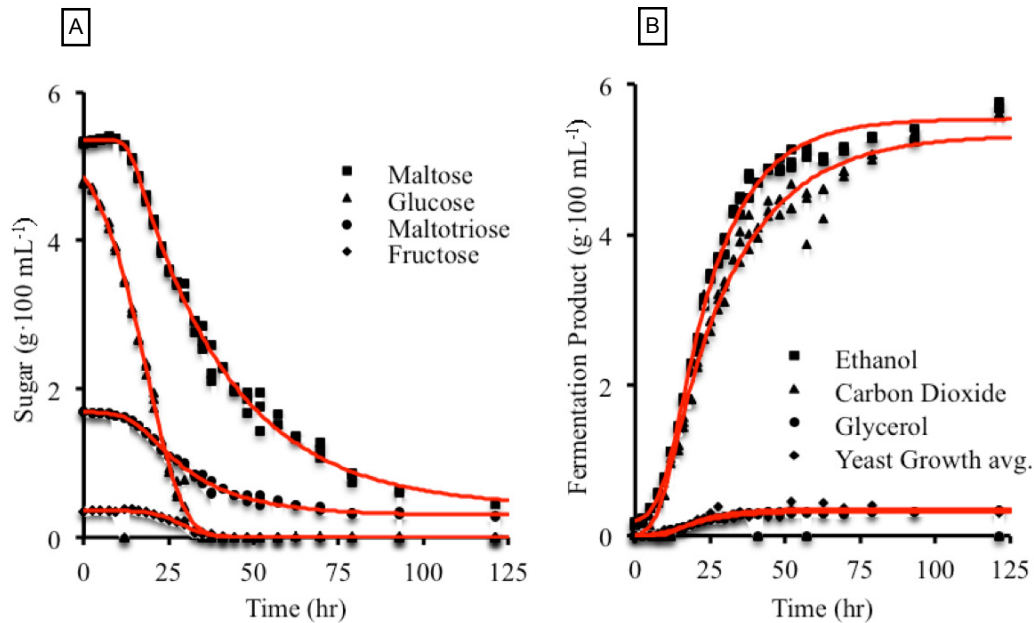 A
B
6
4
2
0
Sugar (g·100 mL⁻¹)
Maltose
Glucose
Maltotriose
Fructose
0 25 50 75 100 125
Time (hr)
6
4
2
0
Fermentation Product (g·100 mL⁻¹)
Ethanol
Carbon Dioxide
Glycerol
Yeast Growth avg.
0 25 50 75 100 125
Time (hr)